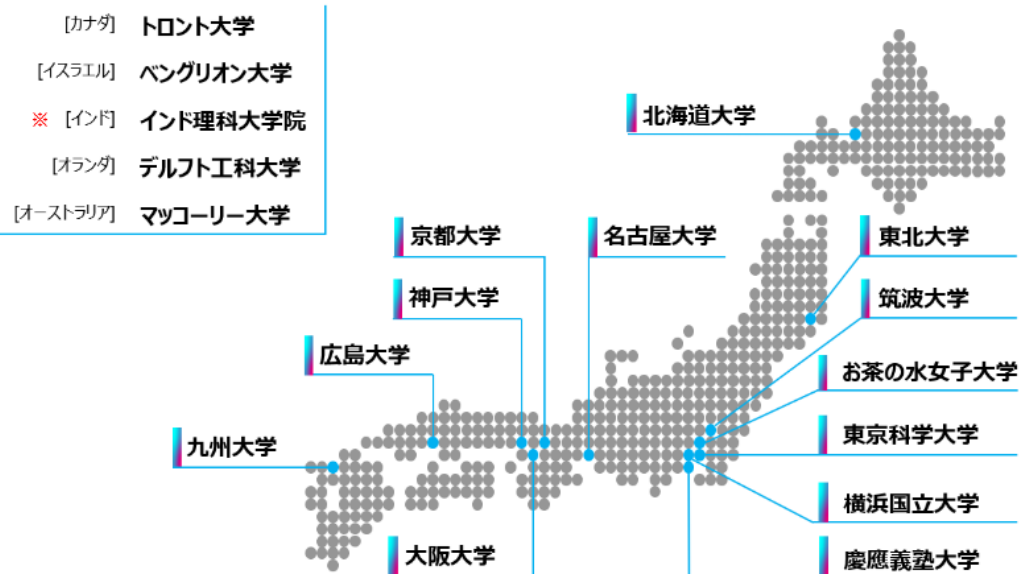 [カナダ] トロント大学
[イスラエル] ベングリオン大学
※ [インド] インド理科大学院
[オランダ] デルフト工科大学
[オーストラリア] マッコーリー大学
北海道大学
京都大学
名古屋大学
東北大学
神戸大学
筑波大学
広島大学
お茶の水女子大学
九州大学
東京科学大学
横浜国立大学
大阪大学
慶應義塾大学